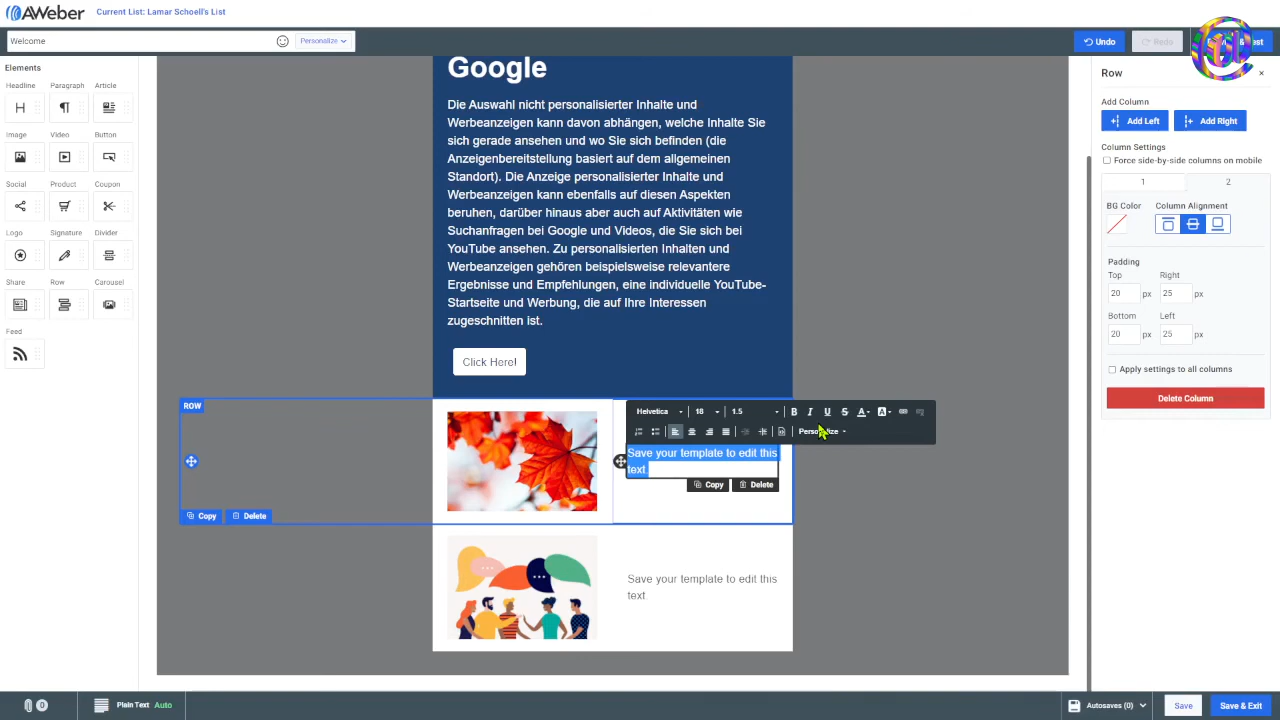 AWeber
Current List: Lamar Schoell's List
Welcome
Personalize
Undo
Redo
Elements
Headline
Paragraph
Article
Image
Video
Button
Social
Product
Coupon
Logo
Signature
Divider
Share
Row
Carousel
Feed
Google
Die Auswahl nicht personalisierter Inhalte und
Werbeanzeigen kann davon abhängen, welche Inhalte Sie
sich gerade ansehen und wo Sie sich befinden (die
Anzeigenbereitstellung basiert auf dem allgemeinen
Standort). Die Anzeige personalisierter Inhalte und
Werbeanzeigen kann ebenfalls auf diesen Aspekten
beruhen, darüber hinaus aber auch auf Aktivitäten wie
Suchanfragen bei Google und Videos, die Sie sich bei
YouTube ansehen. Zu personalisierten Inhalten und
Werbeanzeigen gehören beispielsweise relevantere
Ergebnisse und Empfehlungen, eine individuelle YouTube-
Startseite und Werbung, die auf Ihre Interessen
zugeschnitten ist.
Click Here!
ROW
Helvetica
18
1.5
B
I
U
S
A
A
Personalize
Save your template to edit this
text.
Copy
Delete
Copy
Delete
Save your template to edit this
text
Row
Add Column
Add Left
Add Right
Column Settings
Force side-by-side columns on mobile
1
2
BG Color
Column Alignment
Padding
Top
Right
20 px
25 px
Bottom
Left
20 px
25 px
Apply settings to all columns
Delete Column
0
Plain Text Auto
Autosaves (0)
Save
Save & Exit